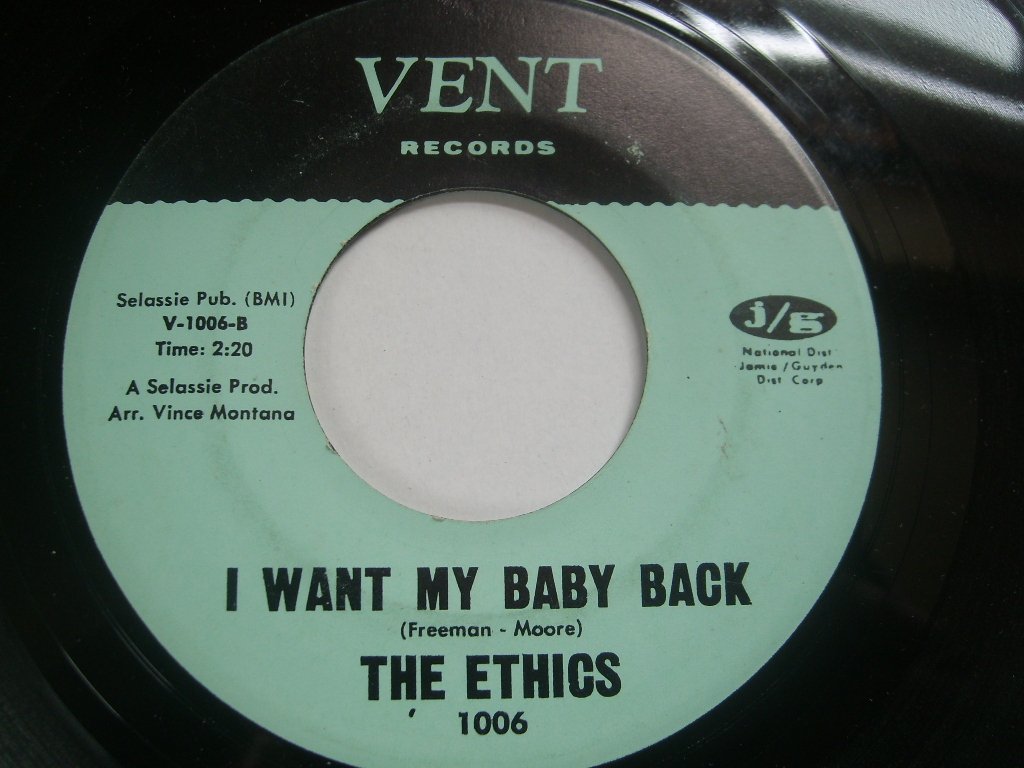 VENT
RECORDS
Selassie Pub. (BMI)
V-1006-B
Time: 2:20
A Selassie Prod.
Arr. Vince Montana
j/g
National Dist
Jamie/Guyden
Dist Corp
I WANT MY BABY BACK
(Freeman - Moore)
THE ETHICS
1006